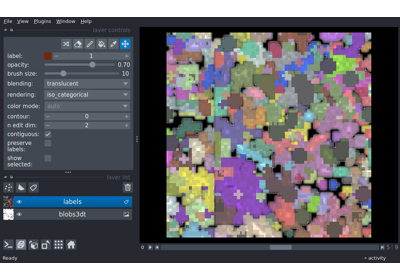 File View Plugins Window Help
layer controls
label: 1
opacity: 0.70
brush size: 10
blending: translucent
rendering: iso_categorical
color mode: auto
contour: 0
n edit dim: 2
contiguous:
preserve
labels:
show
selected:
layer list
labels
blobs3dt
0
Ready
activity